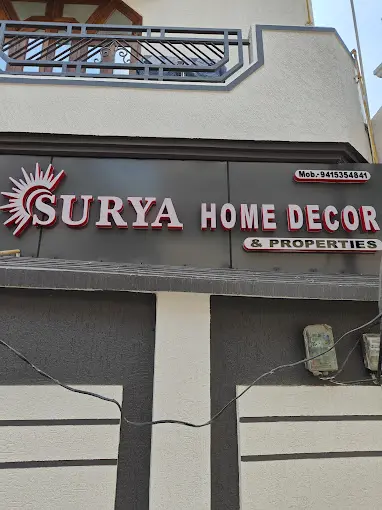 Mob.-9415354841
SURYA HOME DECOR
& PROPERTIES